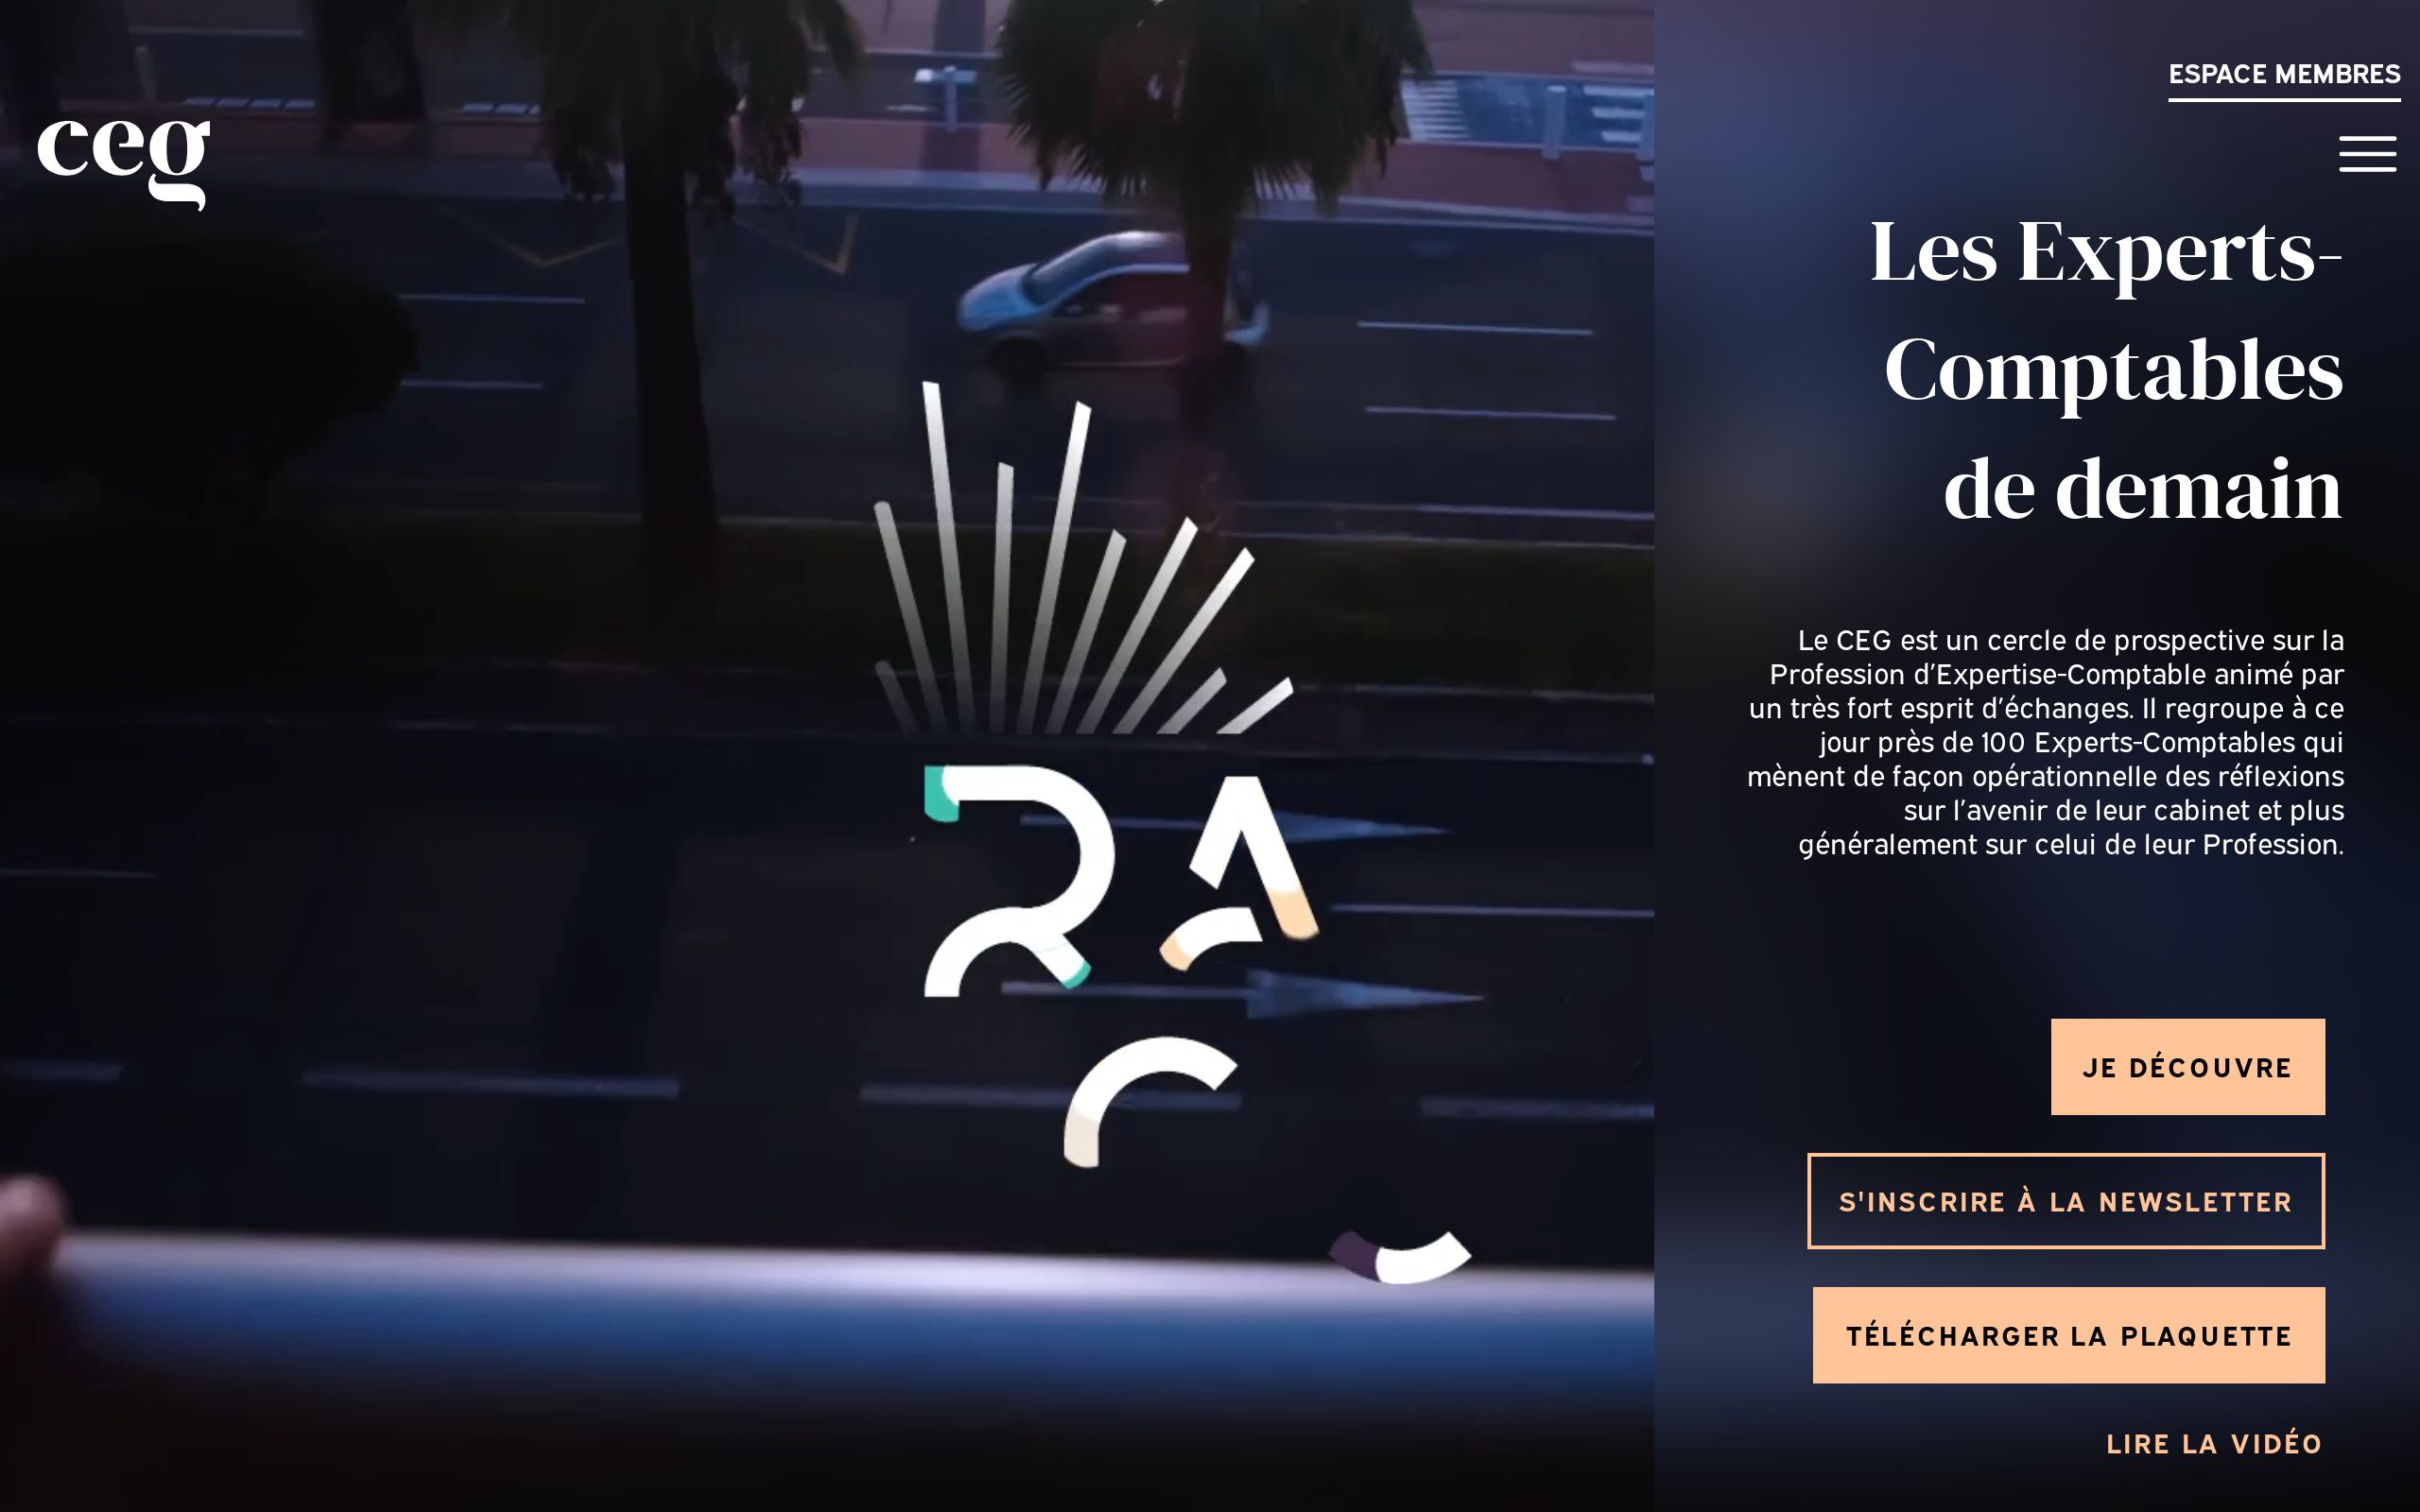 ceg
ESPACE MEMBRES
Les Experts-
Comptables
de demain
Le CEG est un cercle de prospective sur la
Profession d’Expertise-Comptable animé par
un très fort esprit d’échanges. Il regroupe à ce
jour près de 100 Experts-Comptables qui
mènent de façon opérationnelle des réflexions
sur l’avenir de leur cabinet et plus
généralement sur celui de leur Profession.
RA
C
JE DÉCOUVRE
S'INSCRIRE À LA NEWSLETTER
TÉLÉCHARGER LA PLAQUETTE
LIRE LA VIDÉO